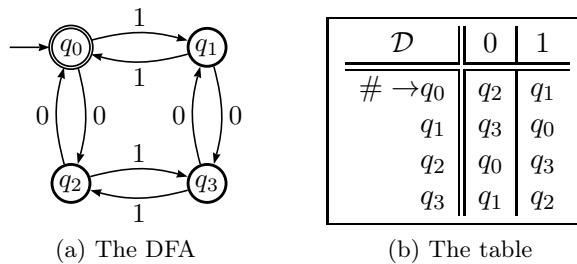 1
q0 q1
1
0 0 0 0
1
q2 q3
1
(a) The DFA
𝒟 0 1
# →q0 q2 q1
q1 q3 q0
q2 q0 q3
q3 q1 q2
(b) The table